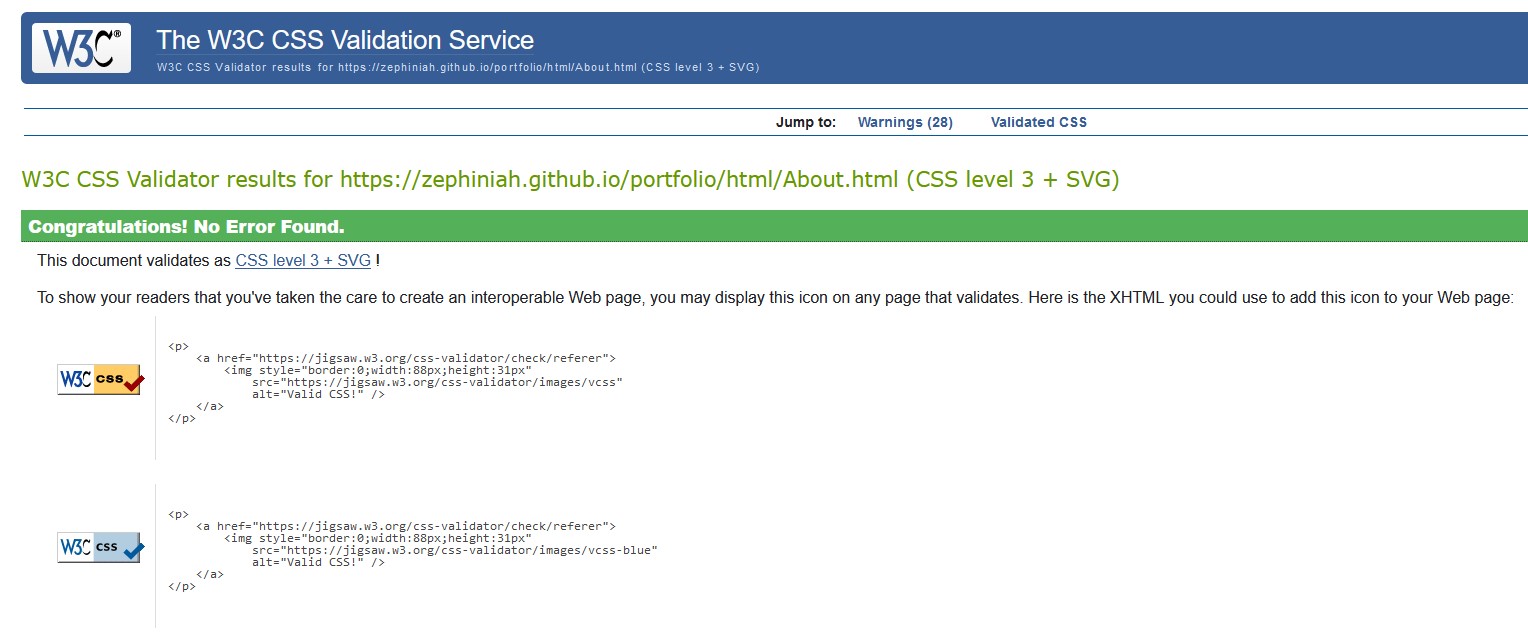 W3C® The W3C CSS Validation Service
W3C CSS Validator results for https://zephiniah.github.io/portfolio/html/About.html (CSS level 3 + SVG)
Jump to: Warnings (28) Validated CSS
W3C CSS Validator results for https://zephiniah.github.io/portfolio/html/About.html (CSS level 3 + SVG)
Congratulations! No Error Found.
This document validates as CSS level 3 + SVG !
To show your readers that you've taken the care to create an interoperable Web page, you may display this icon on any page that validates. Here is the XHTML you could use to add this icon to your Web page:
W3C css
<p>
<a href="https://jigsaw.w3.org/css-validator/check/referer">
<img style="border:0;width:88px;height:31px"
src="https://jigsaw.w3.org/css-validator/images/vcss"
alt="Valid CSS!" />
</a>
</p>
W3C css
<p>
<a href="https://jigsaw.w3.org/css-validator/check/referer">
<img style="border:0;width:88px;height:31px"
src="https://jigsaw.w3.org/css-validator/images/vcss-blue"
alt="Valid CSS!" />
</a>
</p>